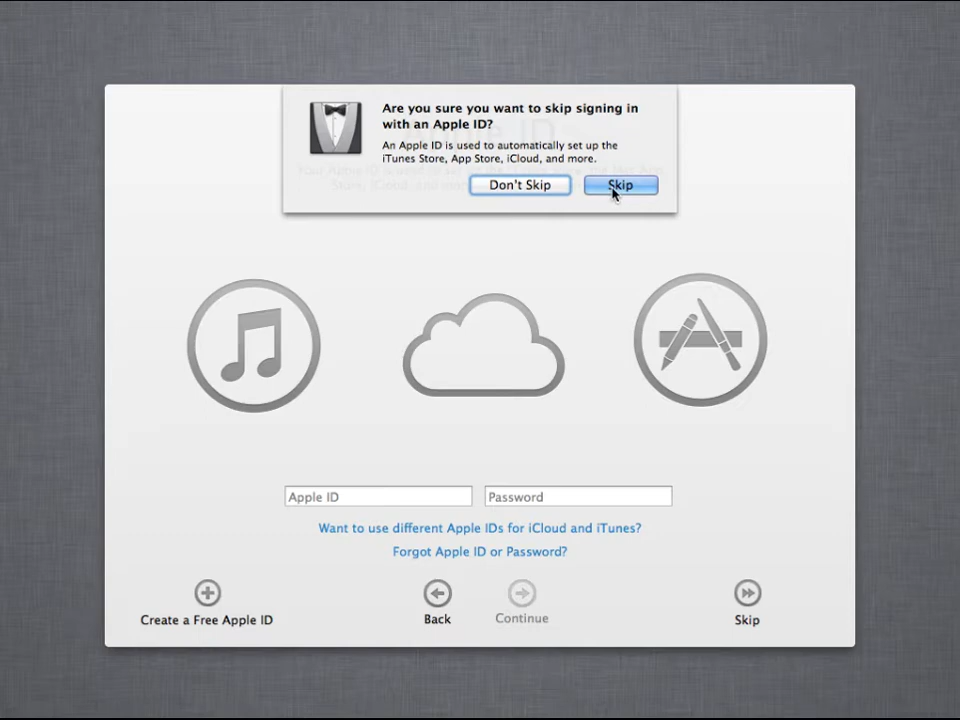 Are you sure you want to skip signing in
with an Apple ID?
An Apple ID is used to automatically set up the
iTunes Store, App Store, iCloud, and more.
Don't Skip
Skip
Apple ID
Password
Want to use different Apple IDs for iCloud and iTunes?
Forgot Apple ID or Password?
Create a Free Apple ID
Back
Continue
Skip